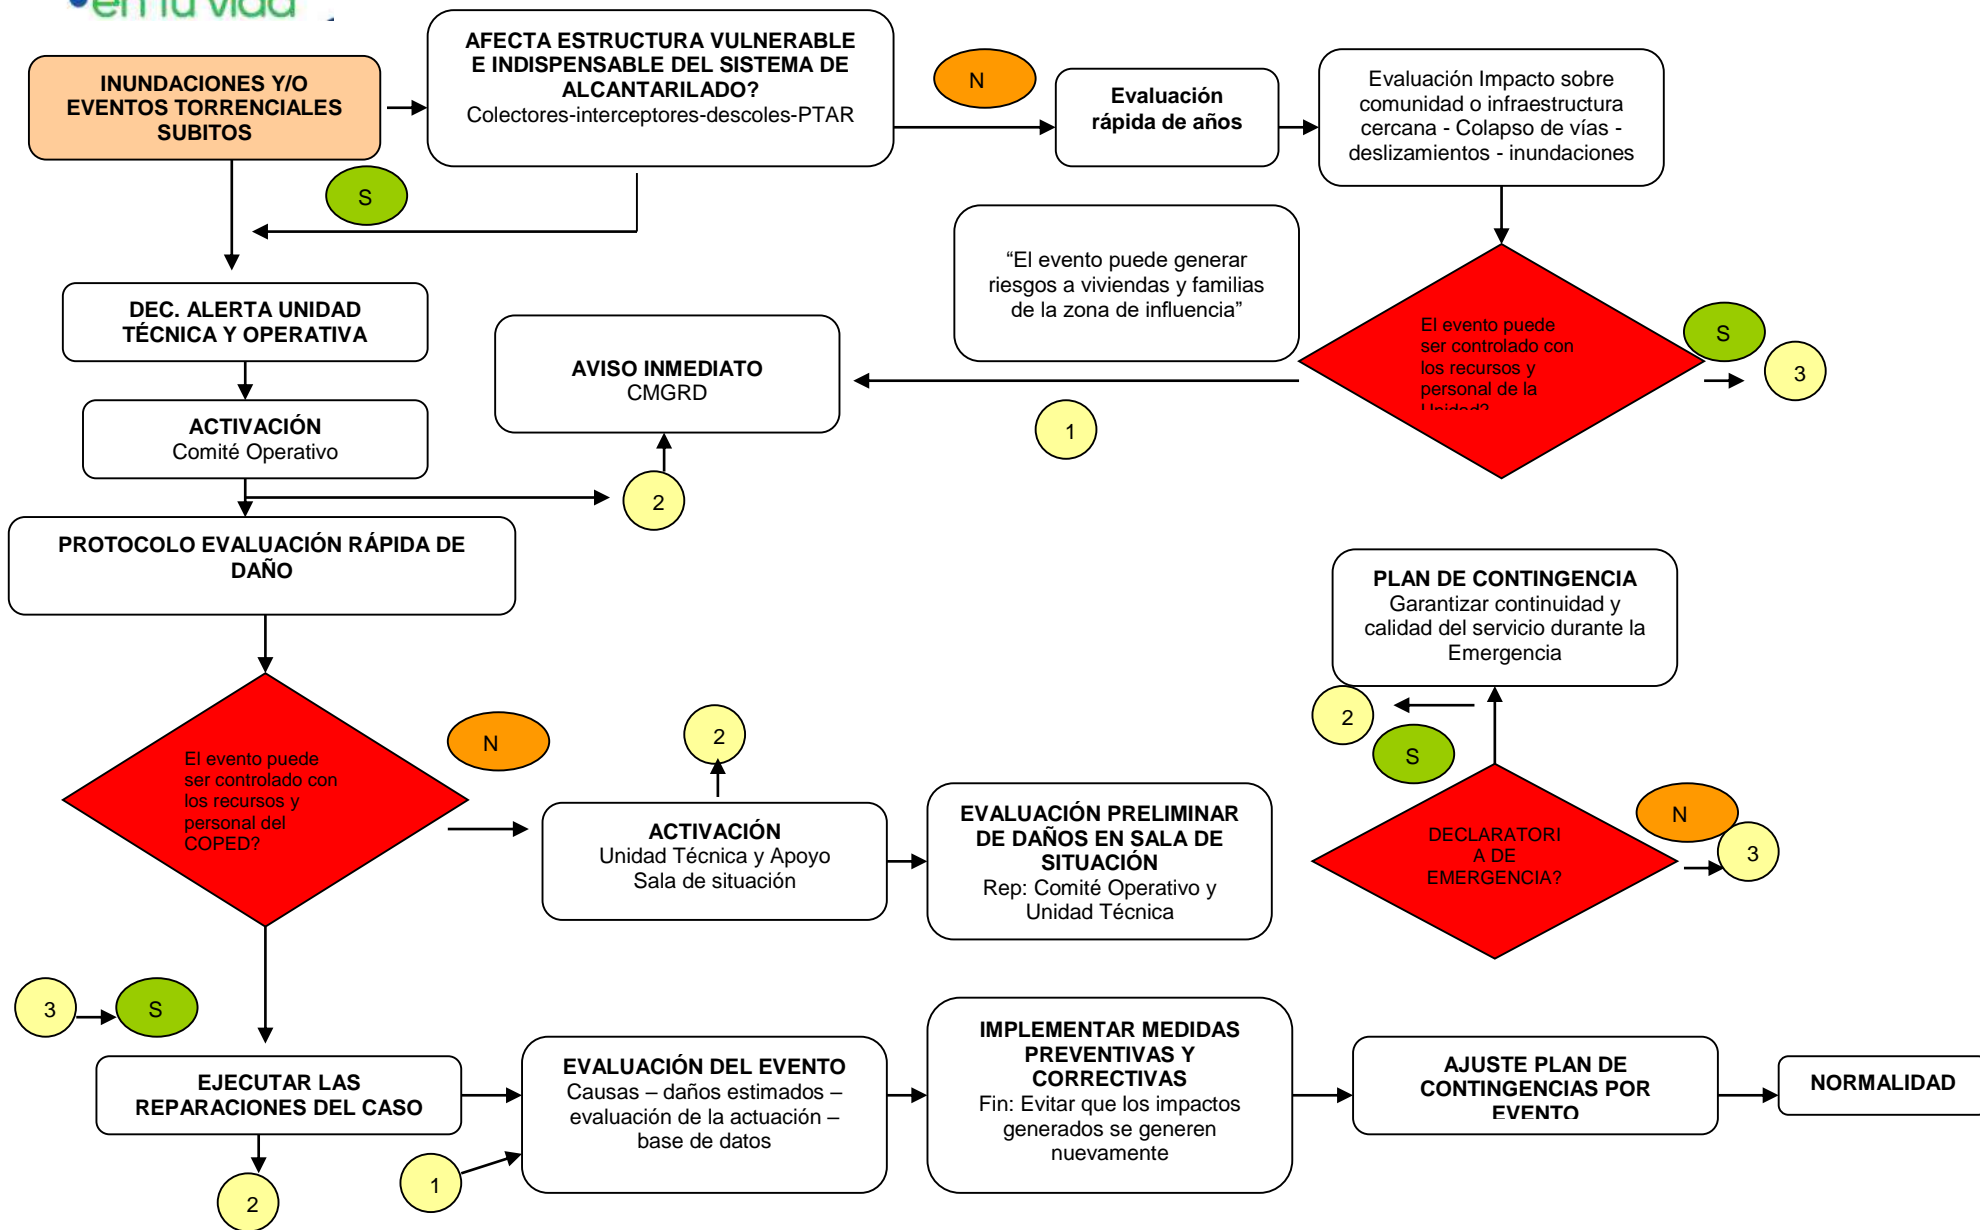 en tu vida
INUNDACIONES Y/O
EVENTOS TORRENCIALES
SUBITOS
AFECTA ESTRUCTURA VULNERABLE
E INDISPENSABLE DEL SISTEMA DE
ALCANTARILADO?
Colectores-interceptores-descoles-PTAR
N
Evaluación
rápida de años
Evaluación Impacto sobre
comunidad o infraestructura
cercana - Colapso de vías -
deslizamientos - inundaciones
S
"El evento puede generar
riesgos a viviendas y familias
de la zona de influencia"
El evento puede
ser controlado con
los recursos y
personal de la
Unidad?
S
3
DEC. ALERTA UNIDAD
TÉCNICA Y OPERATIVA
AVISO INMEDIATO
CMGRD
1
ACTIVACIÓN
Comité Operativo
2
PROTOCOLO EVALUACIÓN RÁPIDA DE
DAÑO
PLAN DE CONTINGENCIA
Garantizar continuidad y
calidad del servicio durante la
Emergencia
2
S
El evento puede
ser controlado con
los recursos y
personal del
COPED?
N
2
ACTIVACIÓN
Unidad Técnica y Apoyo
Sala de situación
EVALUACIÓN PRELIMINAR
DE DAÑOS EN SALA DE
SITUACIÓN
Rep: Comité Operativo y
Unidad Técnica
DECLARATORI
A DE
EMERGENCIA?
N
3
3
S
EJECUTAR LAS
REPARACIONES DEL CASO
2
1
EVALUACIÓN DEL EVENTO
Causas – daños estimados –
evaluación de la actuación –
base de datos
IMPLEMENTAR MEDIDAS
PREVENTIVAS Y
CORRECTIVAS
Fin: Evitar que los impactos
generados se generen
nuevamente
AJUSTE PLAN DE
CONTINGENCIAS POR
EVENTO
NORMALIDAD